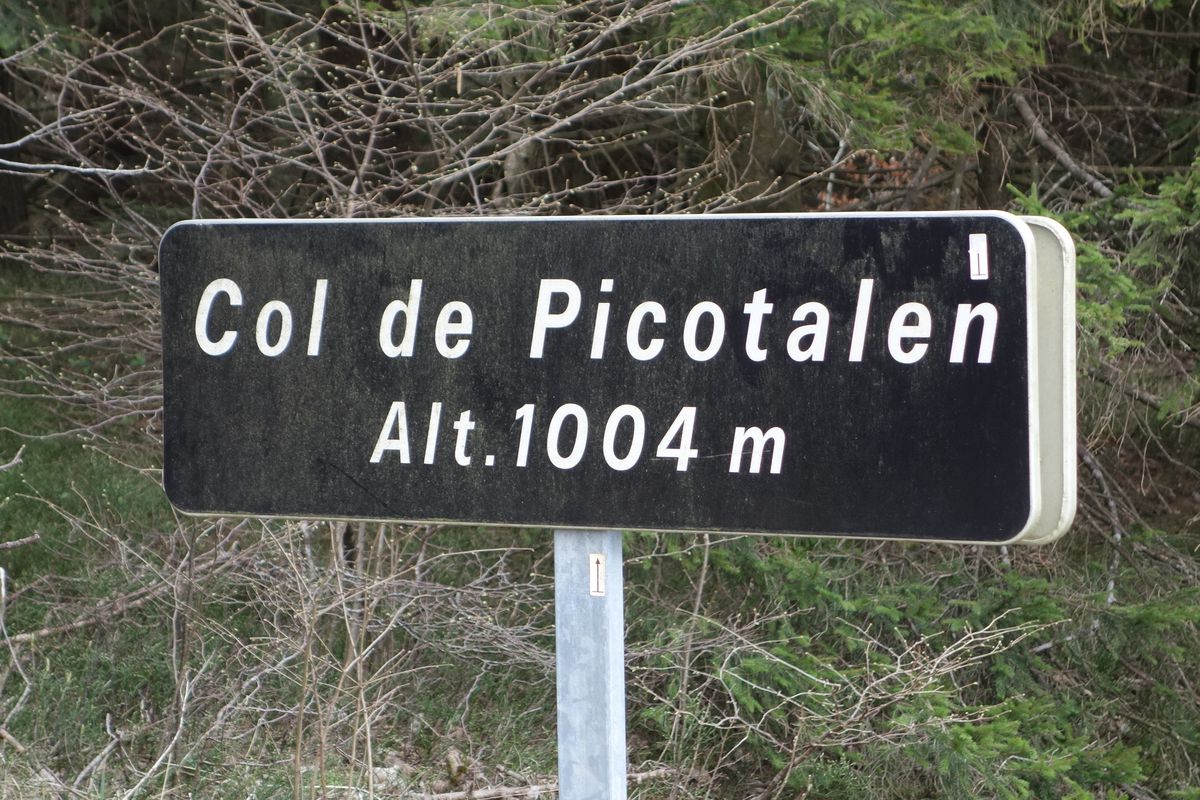 Col de Picotalen
Alt. 1004 m